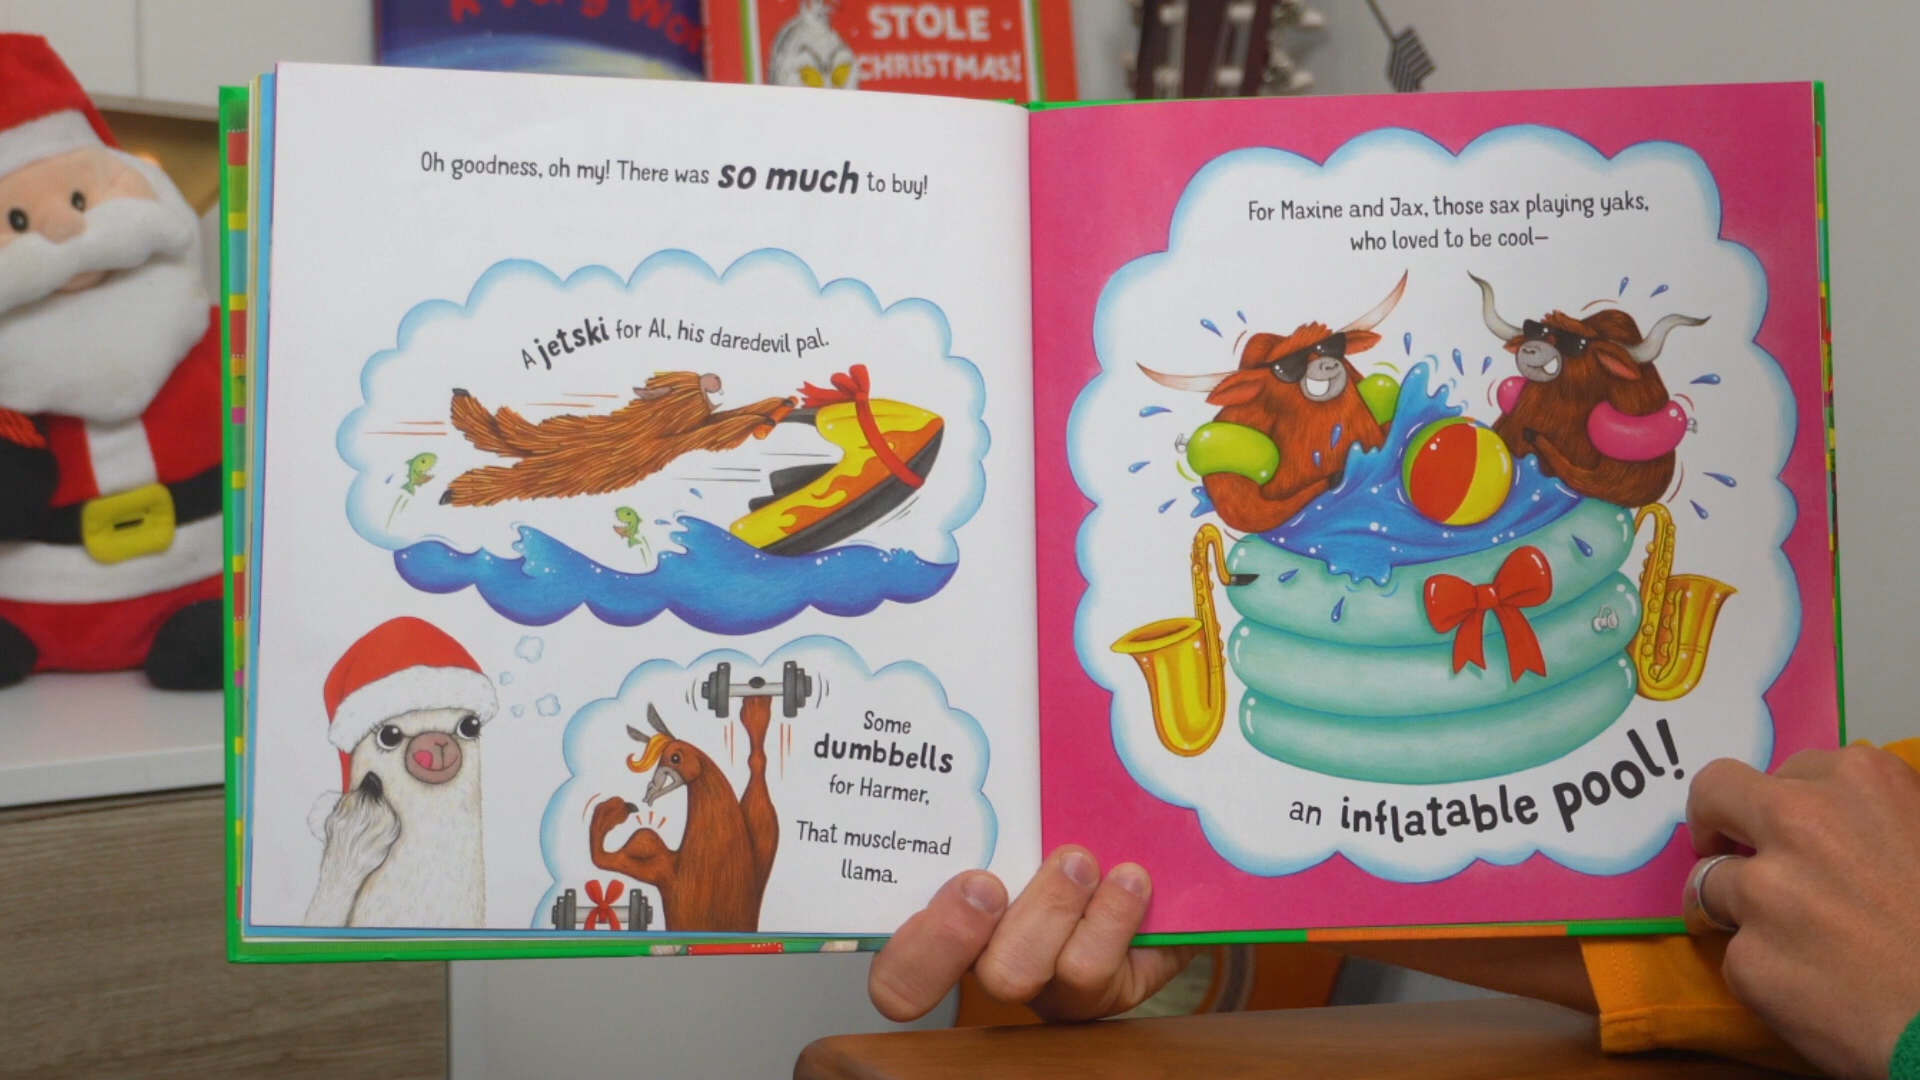 A Very Wor
STOLE
CHRISTMAS!
Oh goodness, oh my! There was so much to buy!
A jetski for Al, his daredevil pal.
Some
dumbbells
for Harmer,
That muscle-mad
llama.
For Maxine and Jax, those sax playing yaks,
who loved to be cool—
an inflatable pool!